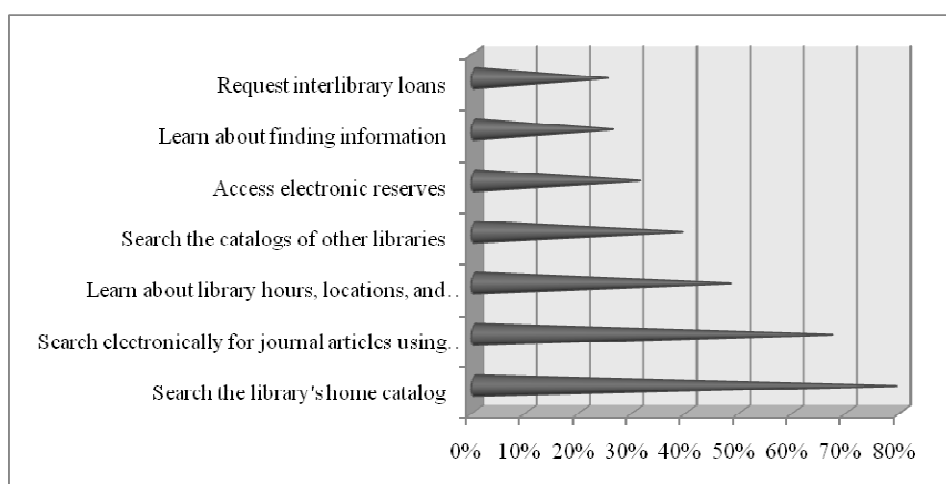 Request interlibrary loans
Learn about finding information
Access electronic reserves
Search the catalogs of other libraries
Learn about library hours, locations, and ..
Search electronically for journal articles using ..
Search the library's home catalog
0% 10% 20% 30% 40% 50% 60% 70% 80%